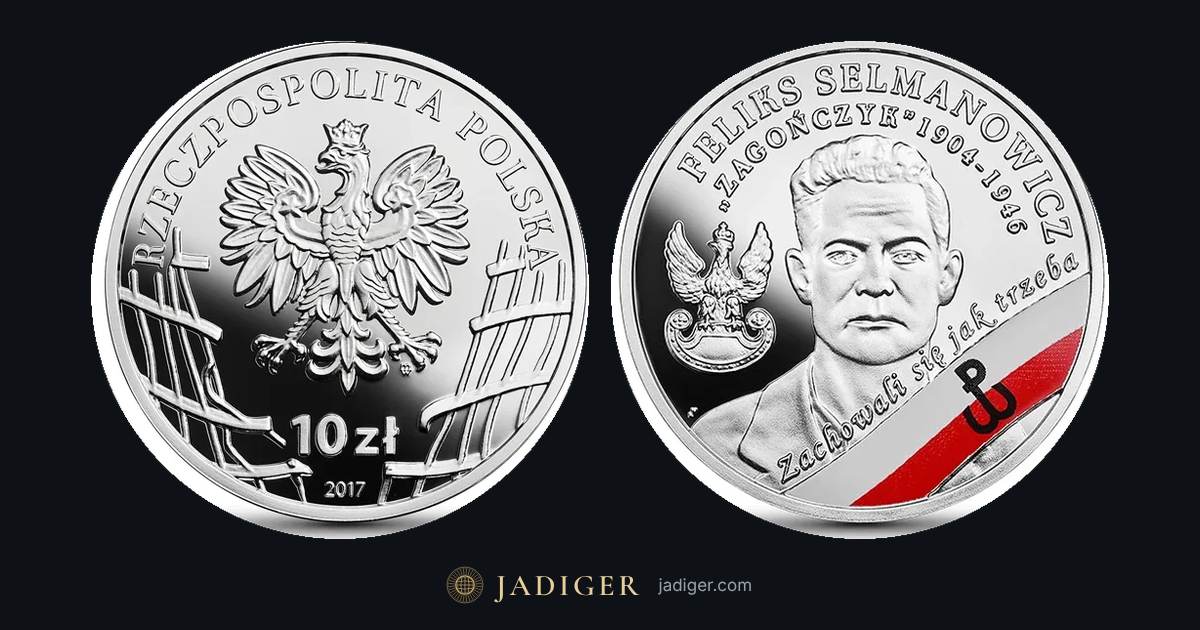 RZECZPOSPOLITA POLSKA
10 zł
2017
FELIKS SELMANOWICZ
„ZAGOŃCZYK” 1904-1946
Zachowali się jak trzeba
JADIGER jadiger.com